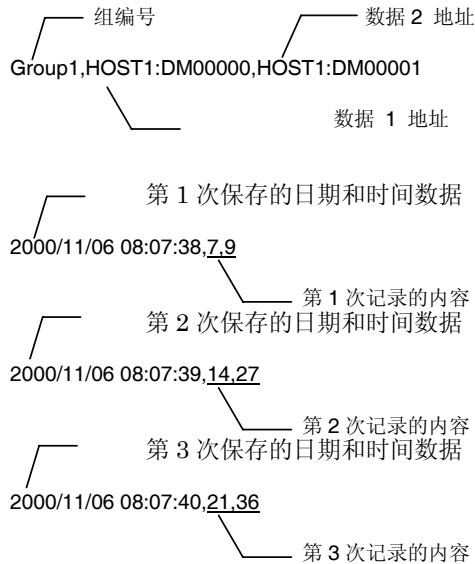 组编号
数据 2 地址
Group1,HOST1:DM00000,HOST1:DM00001
数据 1 地址
第 1 次保存的日期和时间数据
2000/11/06 08:07:38,7,9
第 1 次记录的内容
第 2 次保存的日期和时间数据
2000/11/06 08:07:39,14,27
第 2 次记录的内容
第 3 次保存的日期和时间数据
2000/11/06 08:07:40,21,36
第 3 次记录的内容